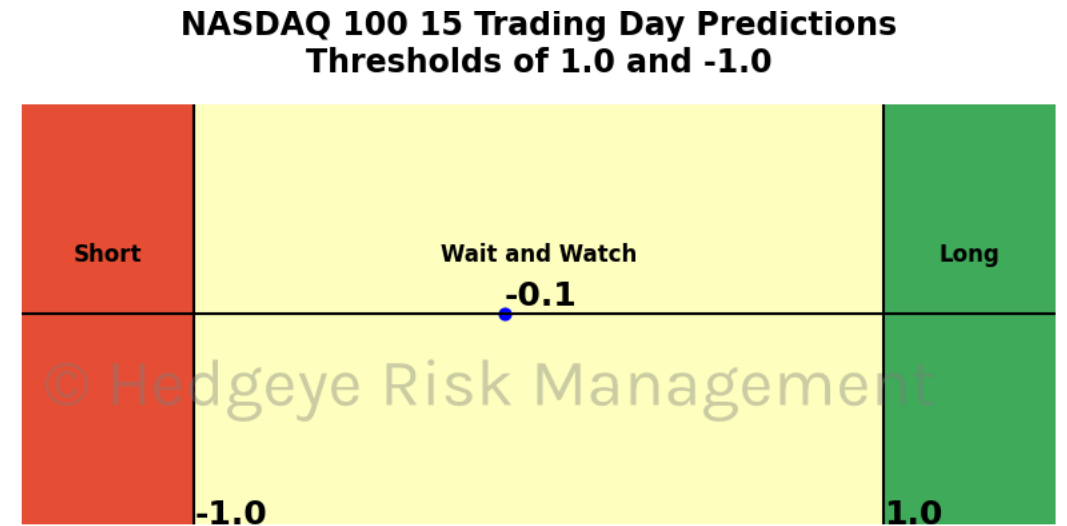 NASDAQ 100 15 Trading Day Predictions
Thresholds of 1.0 and -1.0
Short
Wait and Watch
Long
-0.1
© Hedgeye Risk Management
-1.0
1.0